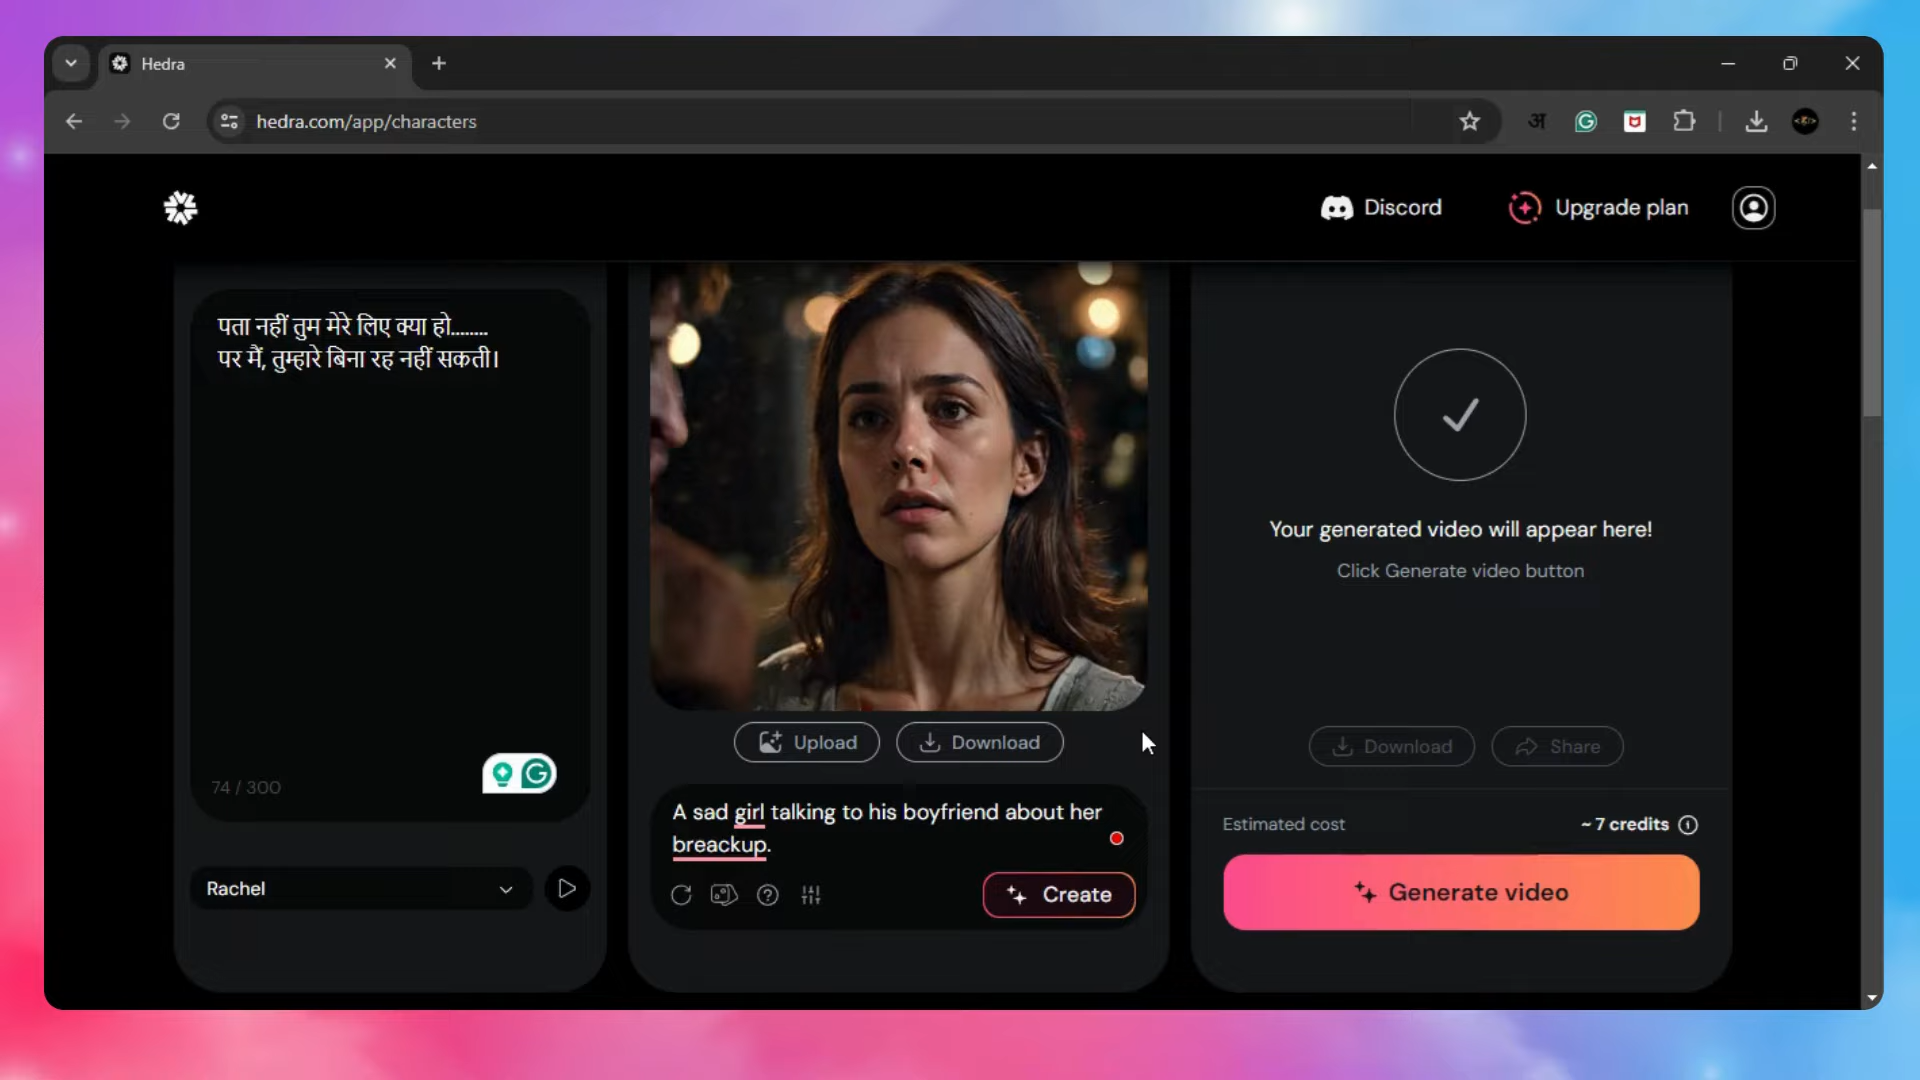 Hedra
hedra.com/app/characters
Discord
Upgrade plan
पता नहीं तुम मेरे लिए क्या हो........
पर मैं, तुम्हारे बिना रह नहीं सकती।
74 / 300
Rachel
Upload
Download
A sad girl talking to his boyfriend about her
breackup.
Create
Your generated video will appear here!
Click Generate video button
Download
Share
Estimated cost
~ 7 credits
Generate video